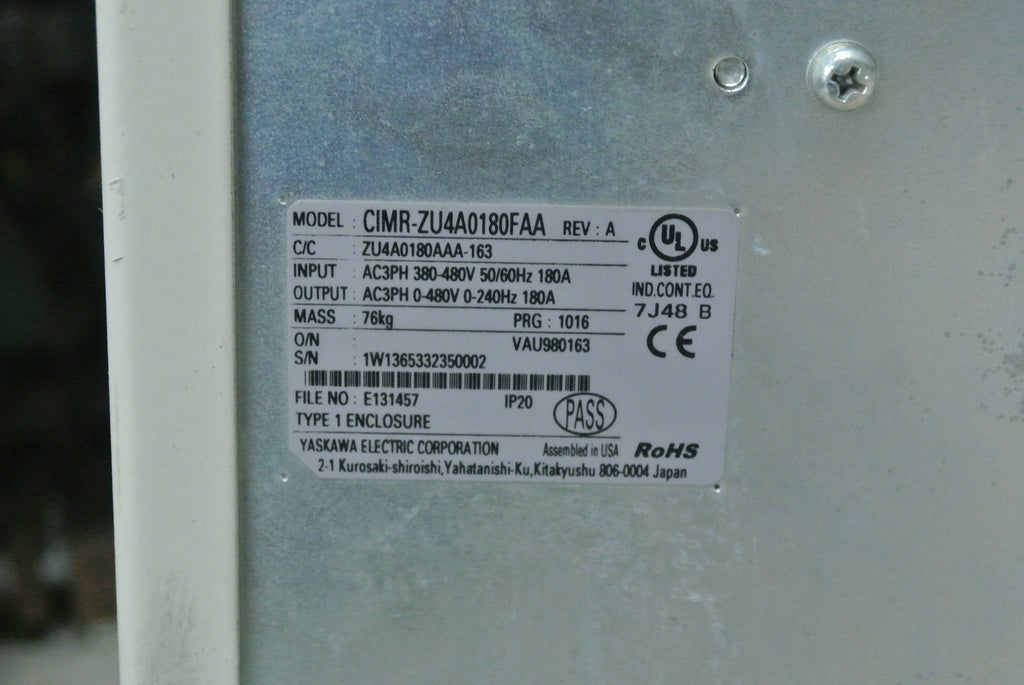 MODEL : CIMR-ZU4A0180FAA REV : A
C/C : ZU4A0180AAA-163
INPUT : AC3PH 380-480V 50/60Hz 180A
OUTPUT : AC3PH 0-480V 0-240Hz 180A
MASS : 76kg PRG : 1016
O/N : VAU980163
S/N : 1W1365332350002
FILE NO : E131457 IP20
TYPE 1 ENCLOSURE
PASS
C UL US
LISTED
IND.CONT.EQ.
7J48 B
CE
YASKAWA ELECTRIC CORPORATION Assembled in USA RoHS
2-1 Kurosaki-shiroishi,Yahatanishi-Ku,Kitakyushu 806-0004 Japan